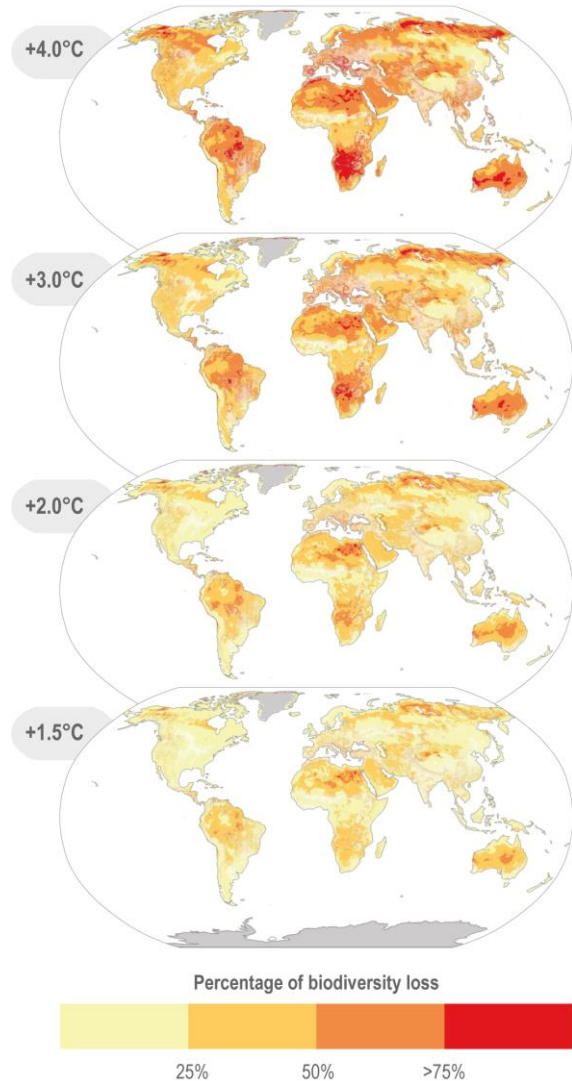 +4.0°C
+3.0°C
+2.0°C
+1.5°C
Percentage of biodiversity loss
25% 50% >75%